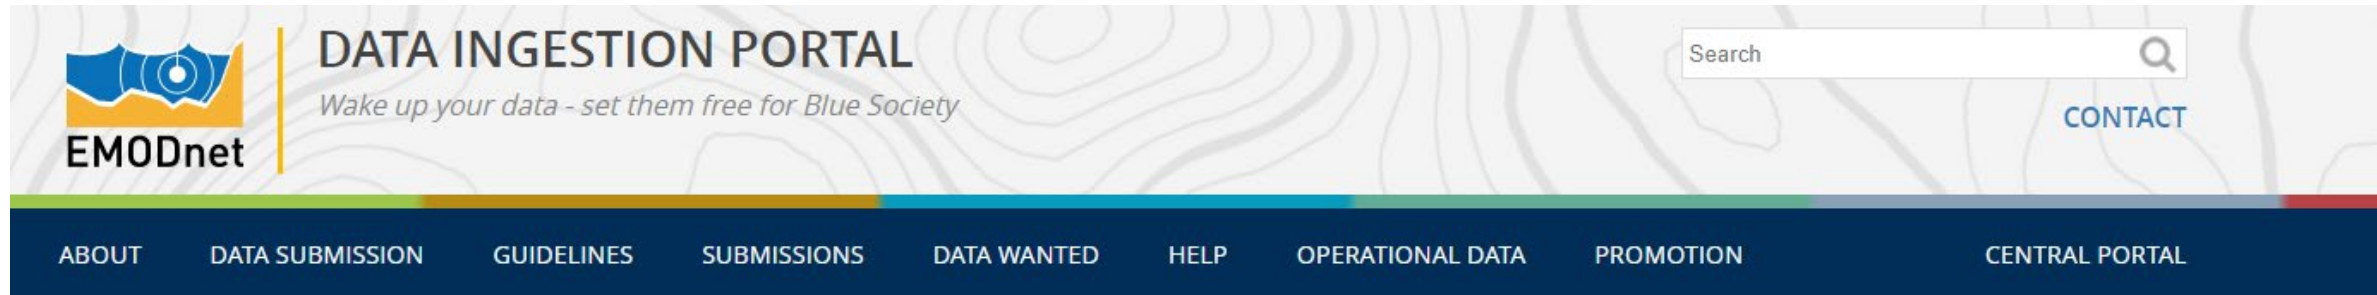 DATA INGESTION PORTAL
Wake up your data - set them free for Blue Society
EMODnet
Search
CONTACT
ABOUT DATA SUBMISSION GUIDELINES SUBMISSIONS DATA WANTED HELP OPERATIONAL DATA PROMOTION CENTRAL PORTAL